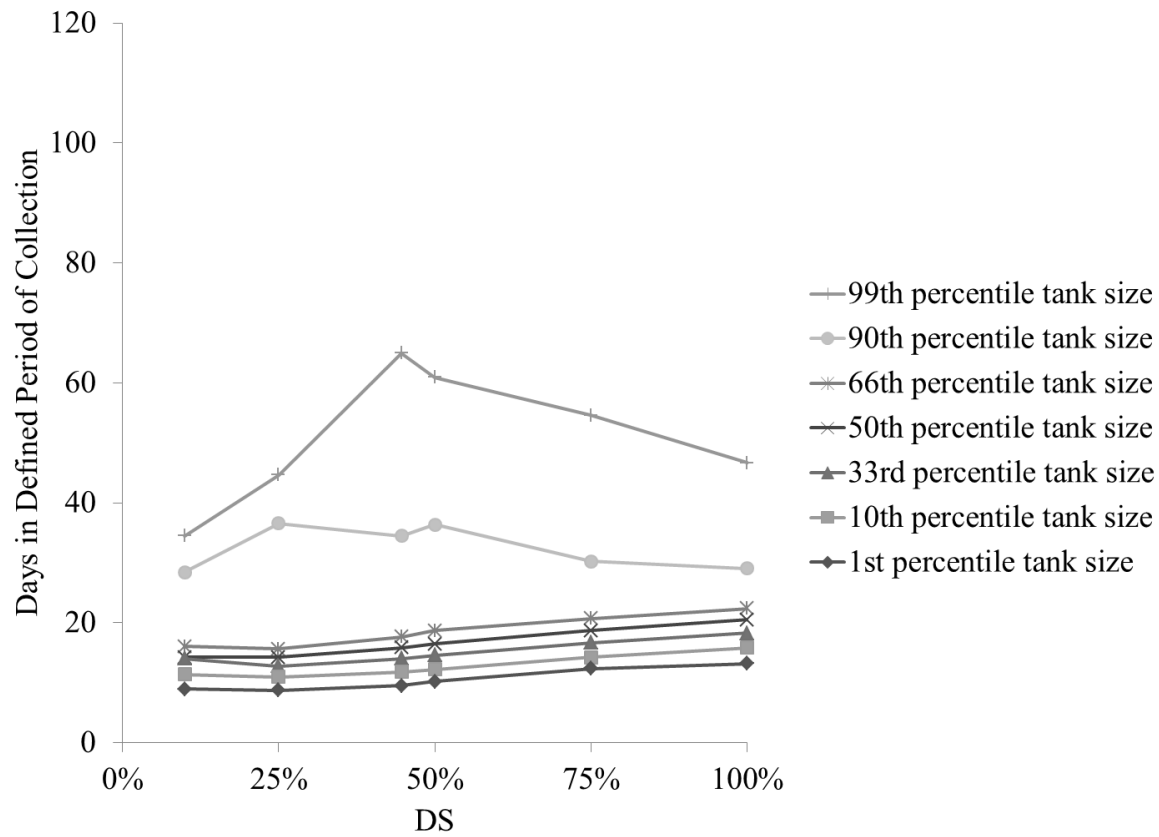 120
100
80
60
40
20
0
Days in Defined Period of Collection
0%
25%
50%
75%
100%
DS
99th percentile tank size
90th percentile tank size
66th percentile tank size
50th percentile tank size
33rd percentile tank size
10th percentile tank size
1st percentile tank size